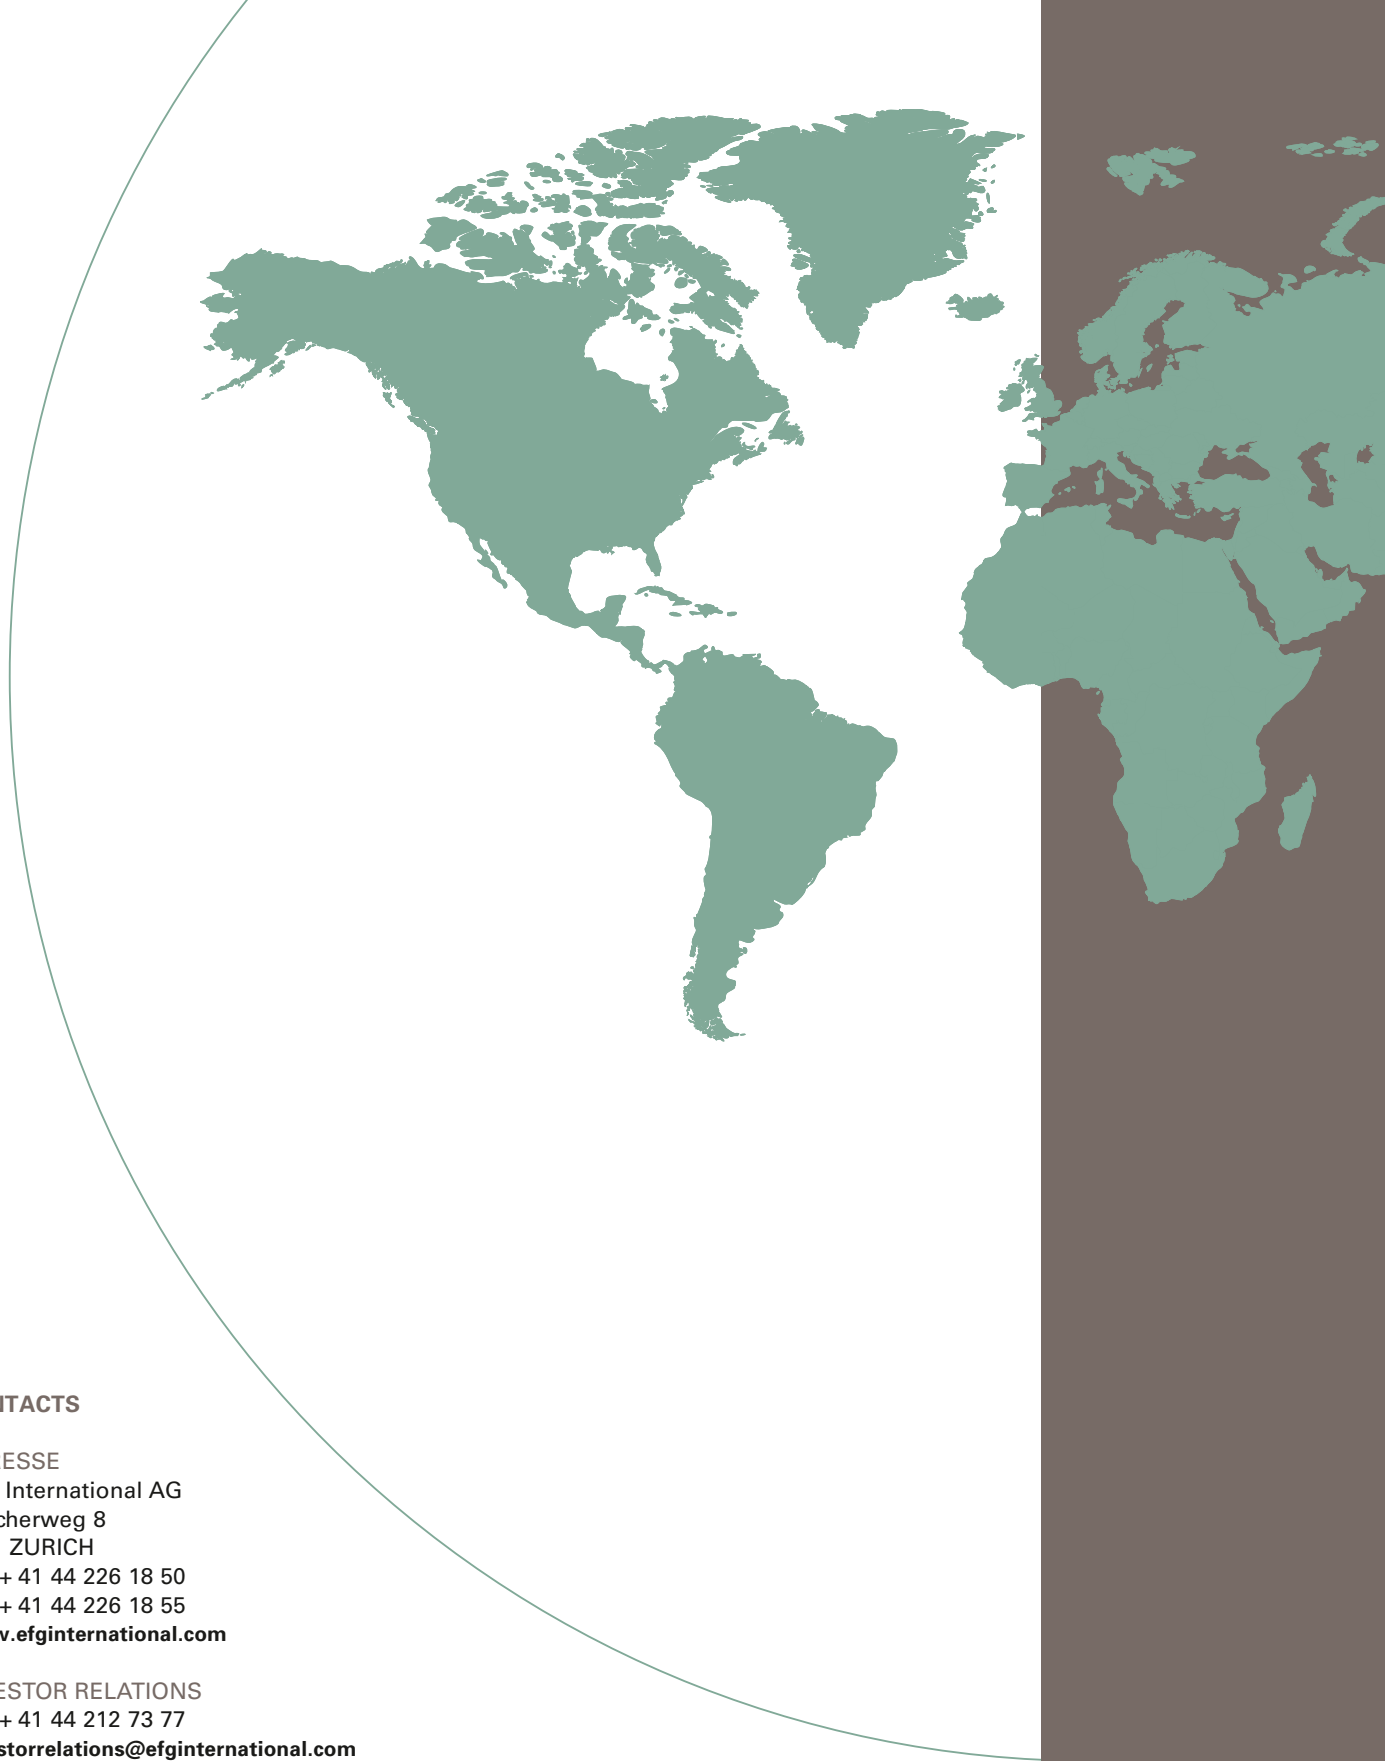 NTACTS
ESSE
International AG
cherweg 8
ZURICH
+ 41 44 226 18 50
+ 41 44 226 18 55
v.efginternational.com
ESTOR RELATIONS
+ 41 44 212 73 77
storrelations@efginternational.com